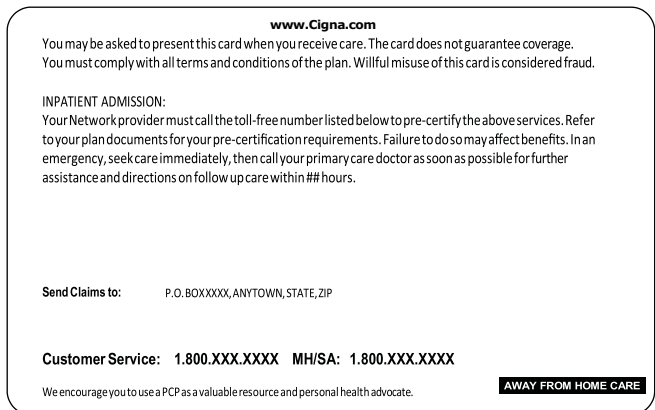 www.Cigna.com
You may be asked to present this card when you receive care. The card does not guarantee coverage.
You must comply with all terms and conditions of the plan. Willful misuse of this card is considered fraud.
INPATIENT ADMISSION:
Your Network provider must call the toll-free number listed below to pre-certify the above services. Refer
to your plan documents for your pre-certification requirements. Failure to do so may affect benefits. In an
emergency, seek care immediately, then call your primary care doctor as soon as possible for further
assistance and directions on follow up care within ## hours.
Send Claims to: P.O. BOX XXXX, ANYTOWN, STATE, ZIP
Customer Service: 1.800.XXX.XXXX MH/SA: 1.800.XXX.XXXX
We encourage you to use a PCP as a valuable resource and personal health advocate.
AWAY FROM HOME CARE